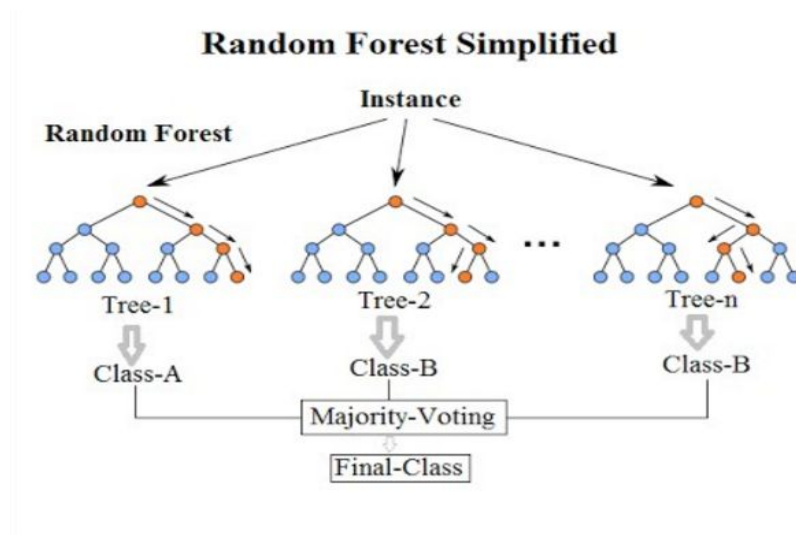 Random Forest Simplified
Instance
Random Forest
...
Tree-1
Tree-2
Tree-n
Class-A
Class-B
Class-B
Majority-Voting
Final-Class